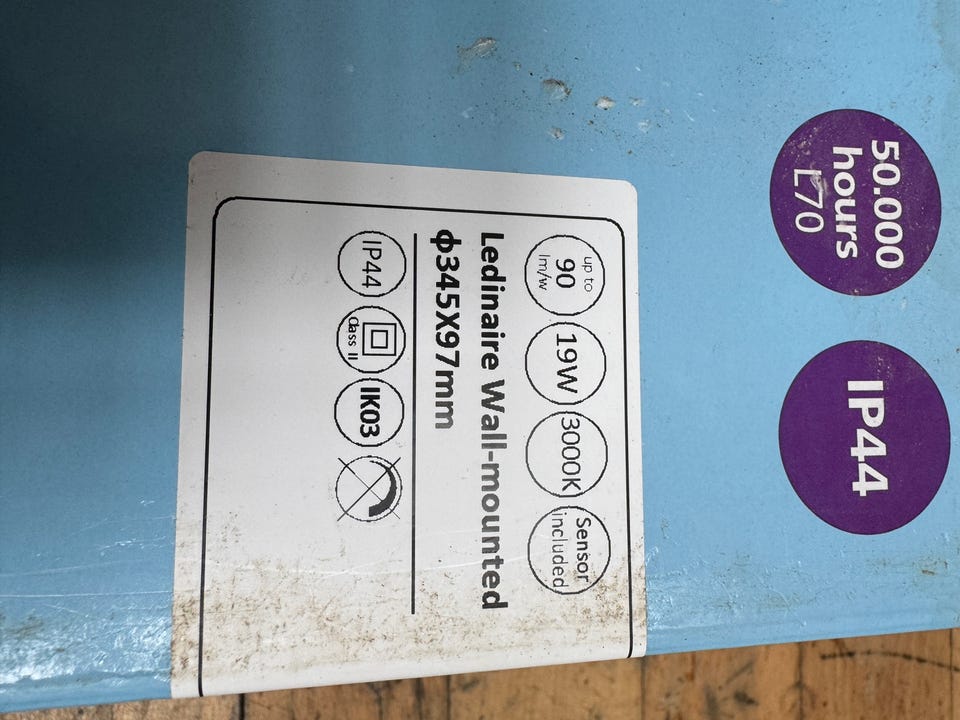 50.000
hours
L70
IP44
up to
90
lm/w
19W
3000K
Sensor
included
Ledinaire Wall-mounted
ϕ345X97mm
IP44
Class II
IK03